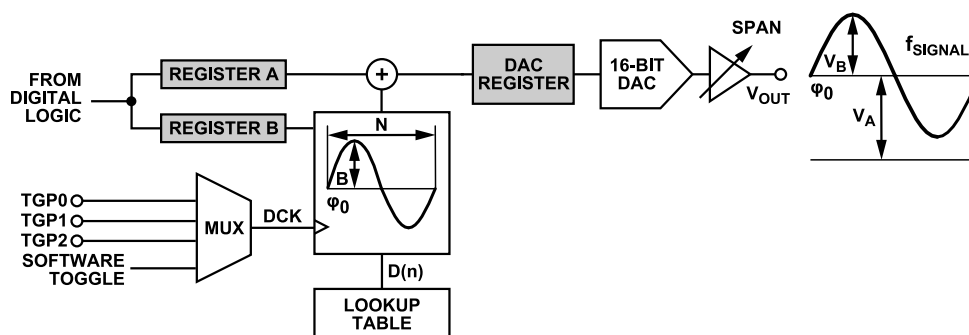 FROM
DIGITAL
LOGIC
REGISTER A
REGISTER B
+
DAC
REGISTER
16-BIT
DAC
SPAN
VOUT
VB
fSIGNAL
φ0
VA
N
B
φ0
TGP0
TGP1
TGP2
SOFTWARE
TOGGLE
MUX
DCK
D(n)
LOOKUP
TABLE